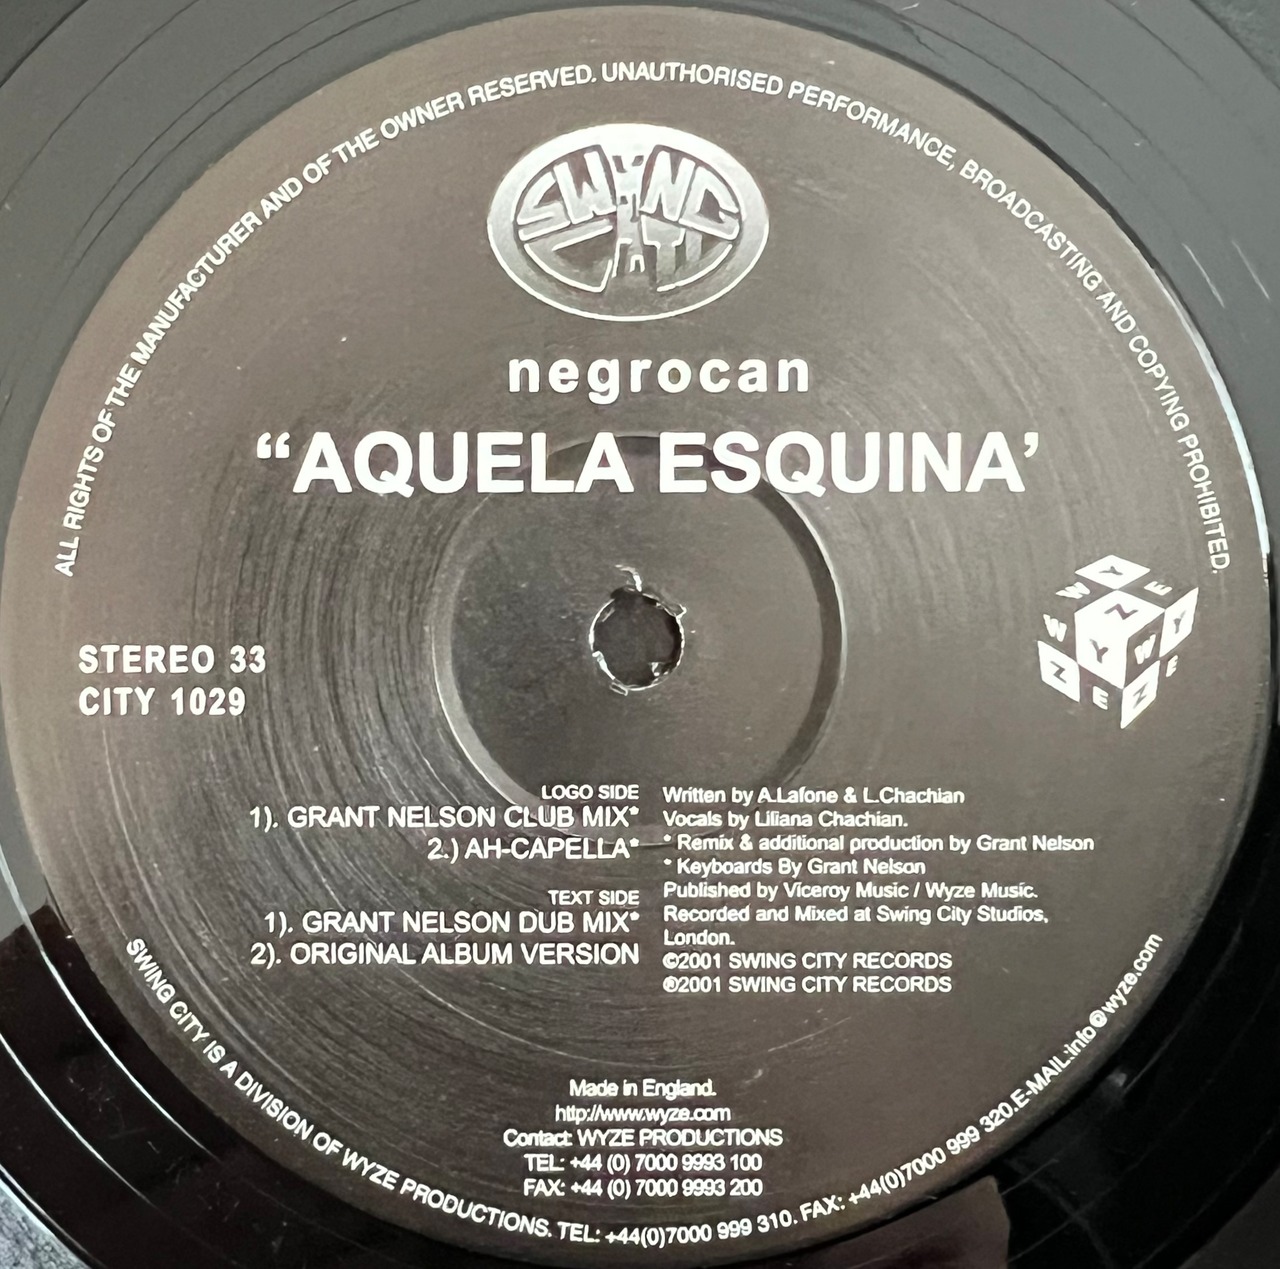 ALL RIGHTS OF THE MANUFACTURER AND OF THE OWNER RESERVED. UNAUTHORISED PERFORMANCE, BROADCASTING AND COPYING PROHIBITED.
SWING
CITY
negrocan
“AQUELA ESQUINA’
Y
W E
Z
W Y W Y
Z E Z E
STEREO 33
CITY 1029
LOGO SIDE
1). GRANT NELSON CLUB MIX*
2.) AH-CAPELLA*
TEXT SIDE
1). GRANT NELSON DUB MIX*
2). ORIGINAL ALBUM VERSION
Written by A.Lafone & L.Chachian
Vocals by Liliana Chachian.
* Remix & additional production by Grant Nelson
* Keyboards By Grant Nelson
Published by Viceroy Music / Wyze Music.
Recorded and Mixed at Swing City Studios,
London.
©2001 SWING CITY RECORDS
®2001 SWING CITY RECORDS
Made in England.
http://www.wyze.com
Contact: WYZE PRODUCTIONS
TEL: +44 (0) 7000 9993 100
FAX: +44 (0) 7000 9993 200
SWING CITY IS A DIVISION OF WYZE PRODUCTIONS. TEL: +44(0)7000 999 310. FAX: +44(0)7000 999 320.E-MAIL:info@wyze.com